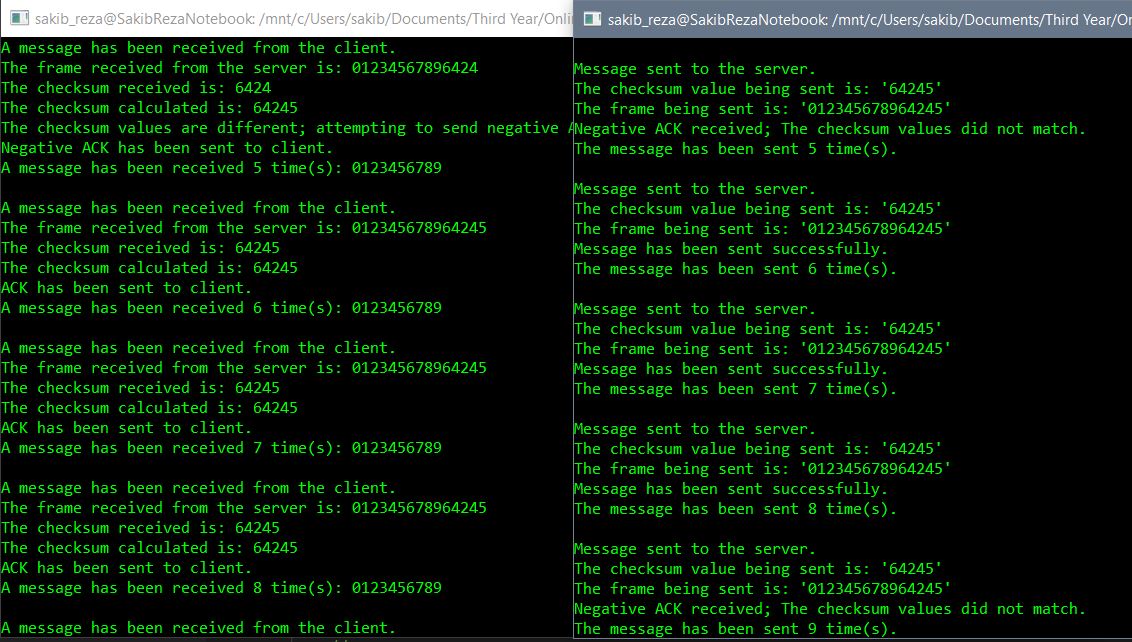 sakib_reza@SakibRezaNotebook: /mnt/c/Users/sakib/Documents/Third Year/Onli
A message has been received from the client.
The frame received from the server is: 01234567896424
The checksum received is: 6424
The checksum calculated is: 64245
The checksum values are different; attempting to send negative A
Negative ACK has been sent to client.
A message has been received 5 time(s): 0123456789

A message has been received from the client.
The frame received from the server is: 012345678964245
The checksum received is: 64245
The checksum calculated is: 64245
ACK has been sent to client.
A message has been received 6 time(s): 0123456789

A message has been received from the client.
The frame received from the server is: 012345678964245
The checksum received is: 64245
The checksum calculated is: 64245
ACK has been sent to client.
A message has been received 7 time(s): 0123456789

A message has been received from the client.
The frame received from the server is: 012345678964245
The checksum received is: 64245
The checksum calculated is: 64245
ACK has been sent to client.
A message has been received 8 time(s): 0123456789

A message has been received from the client.
sakib_reza@SakibRezaNotebook: /mnt/c/Users/sakib/Documents/Third Year/Or
Message sent to the server.
The checksum value being sent is: '64245'
The frame being sent is: '012345678964245'
Negative ACK received; The checksum values did not match.
The message has been sent 5 time(s).

Message sent to the server.
The checksum value being sent is: '64245'
The frame being sent is: '012345678964245'
Message has been sent successfully.
The message has been sent 6 time(s).

Message sent to the server.
The checksum value being sent is: '64245'
The frame being sent is: '012345678964245'
Message has been sent successfully.
The message has been sent 7 time(s).

Message sent to the server.
The checksum value being sent is: '64245'
The frame being sent is: '012345678964245'
Message has been sent successfully.
The message has been sent 8 time(s).

Message sent to the server.
The checksum value being sent is: '64245'
The frame being sent is: '012345678964245'
Negative ACK received; The checksum values did not match.
The message has been sent 9 time(s).